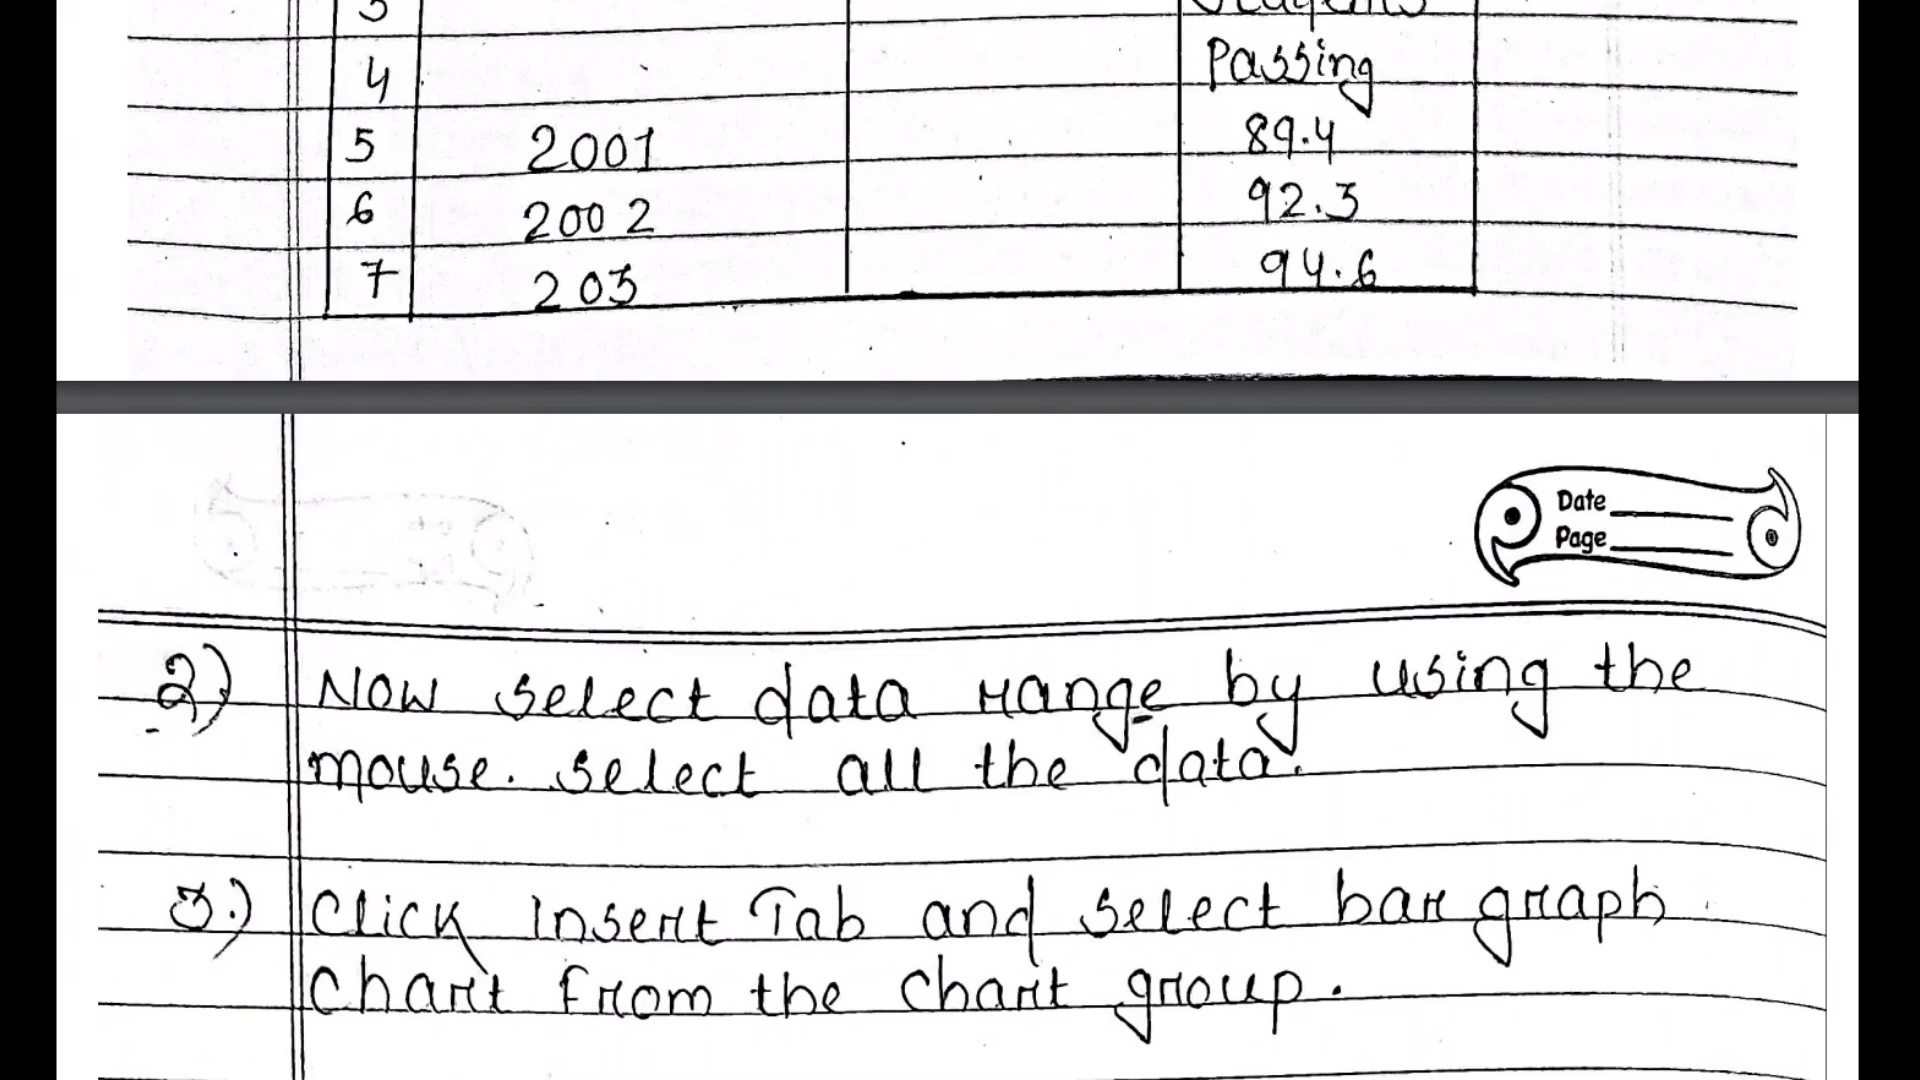 3
4 Passing
5 2001 89.4
6 2002 92.3
7 203 94.6
Date
Page
2) Now select data range by using the
mouse. select all the data.
3.) Click Insert Tab and select bar graph
Chart from the chart group.